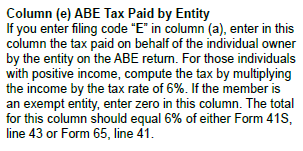 Column (e) ABE Tax Paid by Entity
If you enter filing code “E” in column (a), enter in this
column the tax paid on behalf of the individual owner
by the entity on the ABE return. For those individuals
with positive income, compute the tax by multiplying
the income by the tax rate of 6%. If the member is
an exempt entity, enter zero in this column. The total
for this column should equal 6% of either Form 41S,
line 43 or Form 65, line 41.